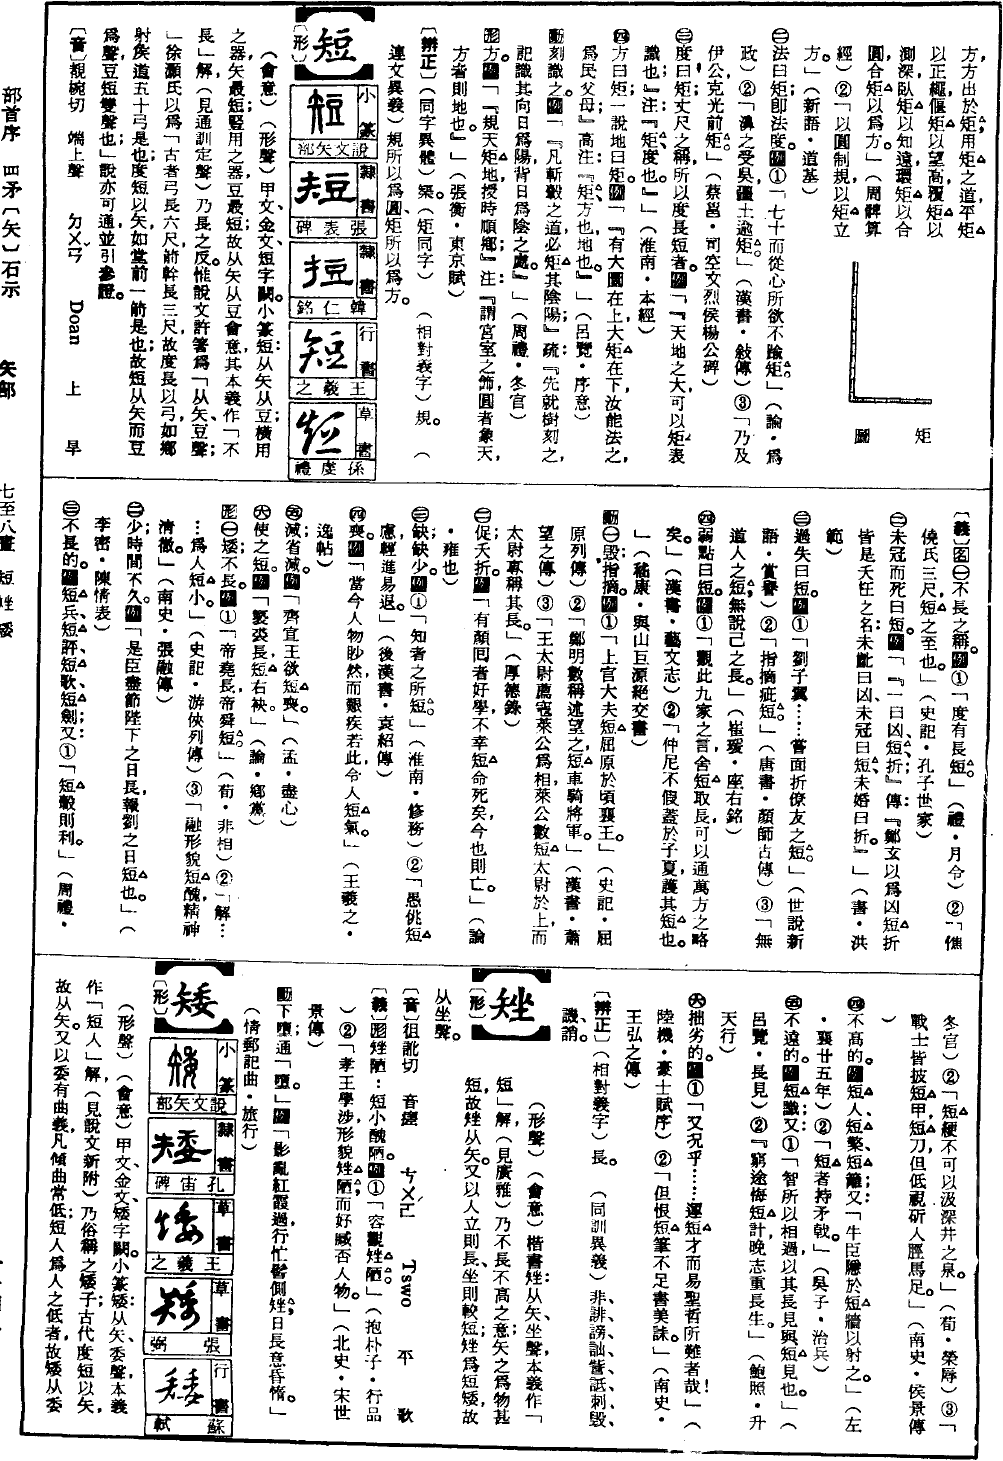 方方出於矩,用矩之道平矩
以正繩偃矩以望高覆矩以
測深臥矩以知遠環矩以合
圓合矩以爲方。」(周髀算
經)②「以圓制規以矩立
方。」(新語・道基)
矩
圖
㊀法曰矩卽法度。①「七十而從心所欲不踰矩」(論・爲
政)②「漢之受吳疆土逾矩」(漢書・敍傳)③「乃及
伊公克光前矩」(蔡邕・司空文烈侯楊公碑)
㊂度曰矩丈尺之稱,所以度長短者。「『天地之大,可以矩表
識也』注:『矩度也。』」(淮南・本經)
㊃方曰矩一說地曰矩。「『有大圜在上大矩在下,汝能法之,
爲民父母』高注:『矩方也,地也。』」(呂覽・序意)
動刻識之。「『凡斬轂之道必矩其陰陽』疏:『先就樹刻之,
記識其向日爲陽背日爲陰之處。』」(周禮・冬官)
形方。「『規天矩地授時順鄉』注:『謂宮室之飾圓者象天,
方者則地也。』」(張衡・東京賦)
〔辨正〕(同字異體)榘(矩同字) (相對義字)規。 (
連文異義)規所以爲圓,矩所以爲方。
短
〔形〕
小篆 說文矢部
隸書 張表碑
隸書 韓仁銘
行書 王羲之
草書 孫虔禮
(會意)(形聲)甲文、金文短字闕。小篆:短从矢从豆橫用
之器矢最短豎用之器豆最短故从矢从豆會意其本義作「不
長」解(見通訓定聲)乃長之反。惟說文許箸爲「从矢、豆聲;
」徐灝氏以爲「古者弓長六尺,箭幹長三尺,故度長以弓,如鄉
射侯道五十弓是也;度短以矢,如堂前一箭是也;故短从矢而豆
爲聲豆短雙聲也」說亦可通並引參證。
〔音〕覩椀切 端上聲 ㄉㄨㄢˇ Doan 上 旱
〔義〕名㊀不長之稱。①「度有長短。」(禮・月令)②「僬
僥氏三尺,短之至也。」(史記・孔子世家)
㊁未冠而死曰短。「『一曰凶、短、折』傳:『鄭玄以爲凶短折
皆是夭枉之名,未齓曰凶、未冠曰短、未婚曰折。』」(書・洪
範)
㊂過失曰短。①「劉子翼……嘗面折僚友之短。」(世說新
語・賞譽)②「指摘疵短。」(唐書・顏師古傳)③「無
道人之短;無說己之長。」(崔瑗・座右銘)
㊃弱點曰短。①「觀此九家之言,舍短取長,可以通萬方之略
矣。」(漢書・藝文志)②「仲尼不假蓋於子夏,護其短也。
」(嵇康・與山巨源絕交書)
動㊀毀,指摘。①「上官大夫短屈原於頃襄王。」(史記・屈
原列傳)②「鄭明數稱述望之,短車騎將軍。」(漢書・蕭
望之傳)③「王太尉薦寇萊公爲相,萊公數短太尉於上,而
太尉專稱其長。」(厚德錄)
㊁促,夭折。「有顏囘者好學,不幸短命死矣,今也則亡。」(論
・雍也)
㊂缺缺少。①「知者之所短」(淮南・修務)②「愚佻短
慮,輕進易退。」(後漢書・袁紹傳)
㊃喪。「當今人物眇然,而艱疾若此,令人短氣。」(王羲之・
逸帖)
㊄減省減。「齊宣王欲短喪。」(孟・盡心)
㊅使之短。「褻裘長,短右袂。」(論・鄉黨)
形㊀矮,不長。①「帝堯長,帝舜短。」(荀・非相)②「解…
…爲人短小。」(史記・游俠列傳)③「融形貌短醜,精神
清徹。」(南史・張融傳)
㊁少時間不久。「是臣盡節陛下之日長,報劉之日短也。」(
李密・陳情表)
㊂不長的。短兵、短評、短歌、短劍又:①「短轂則利。」(周禮・
冬官)②「短綆不可以汲深井之泉。」(荀・榮辱)③「
戰士皆披短甲短刀,但低視斫人脛馬足。」(南史・侯景傳
)
㊃不高的。短人、短檠、短籬又「牛臣隱於短牆以射之。」(左
・襄廿五年)②「短者持矛戟。」(吳子・治兵)
㊄不遠的。短識又:①「智所以相過,以其長見與短見也。」(
呂覽・長見)②『窮途悔短計,晚志重長生。」(鮑照・升
天行)
㊅拙劣的。①「又況乎……運短才而易聖哲所難者哉!(
陸機・豪士賦序)②「但恨短筆不足書美誄。」(南史・
王弘之傳)
〔辨正〕(相對義字)長。 (同訓異義)非、誹、謗、訕、訾、詆、刺、毀、
譏、誚。
矬
〔形〕
(形聲)(會意)楷書矬:从矢、坐聲,本義作「
短」解(見廣雅)乃不長不高之意,矢之爲物甚
短,故矬从矢。又以人立則長、坐則較短,矬爲短矮,故
从坐聲。
〔音〕徂訛切 音痤 ㄘㄨㄛˊ Tswo 平 歌
〔義〕形矬陋:短小醜陋。①「容觀矬陋。」(抱朴子・行品
)②「孝王學涉形貌矬陋而好臧否人物。」(北史・宋世
景傳)
動下墮;通「墮。」「影亂紅霞過,行忙髻側矬;日長意昏惰。」
(情郵記曲・旅行)
矮
〔形〕
小篆 說文矢部
隸書 孔宙碑
草書 王羲之
草書 張弼
行書 蘇軾
(形聲)(會意)甲文、金文矮字闕。小篆:矮从矢、委聲,本義
作「短人」解(見說文新附)乃俗稱之矮子;古代度短以矢,
故从矢。又以委有曲義,凡傾曲常低;短人爲人之低者,故矮从委
部首序 四 矛〔矢〕石示 矢部 七至八畫 短矬矮